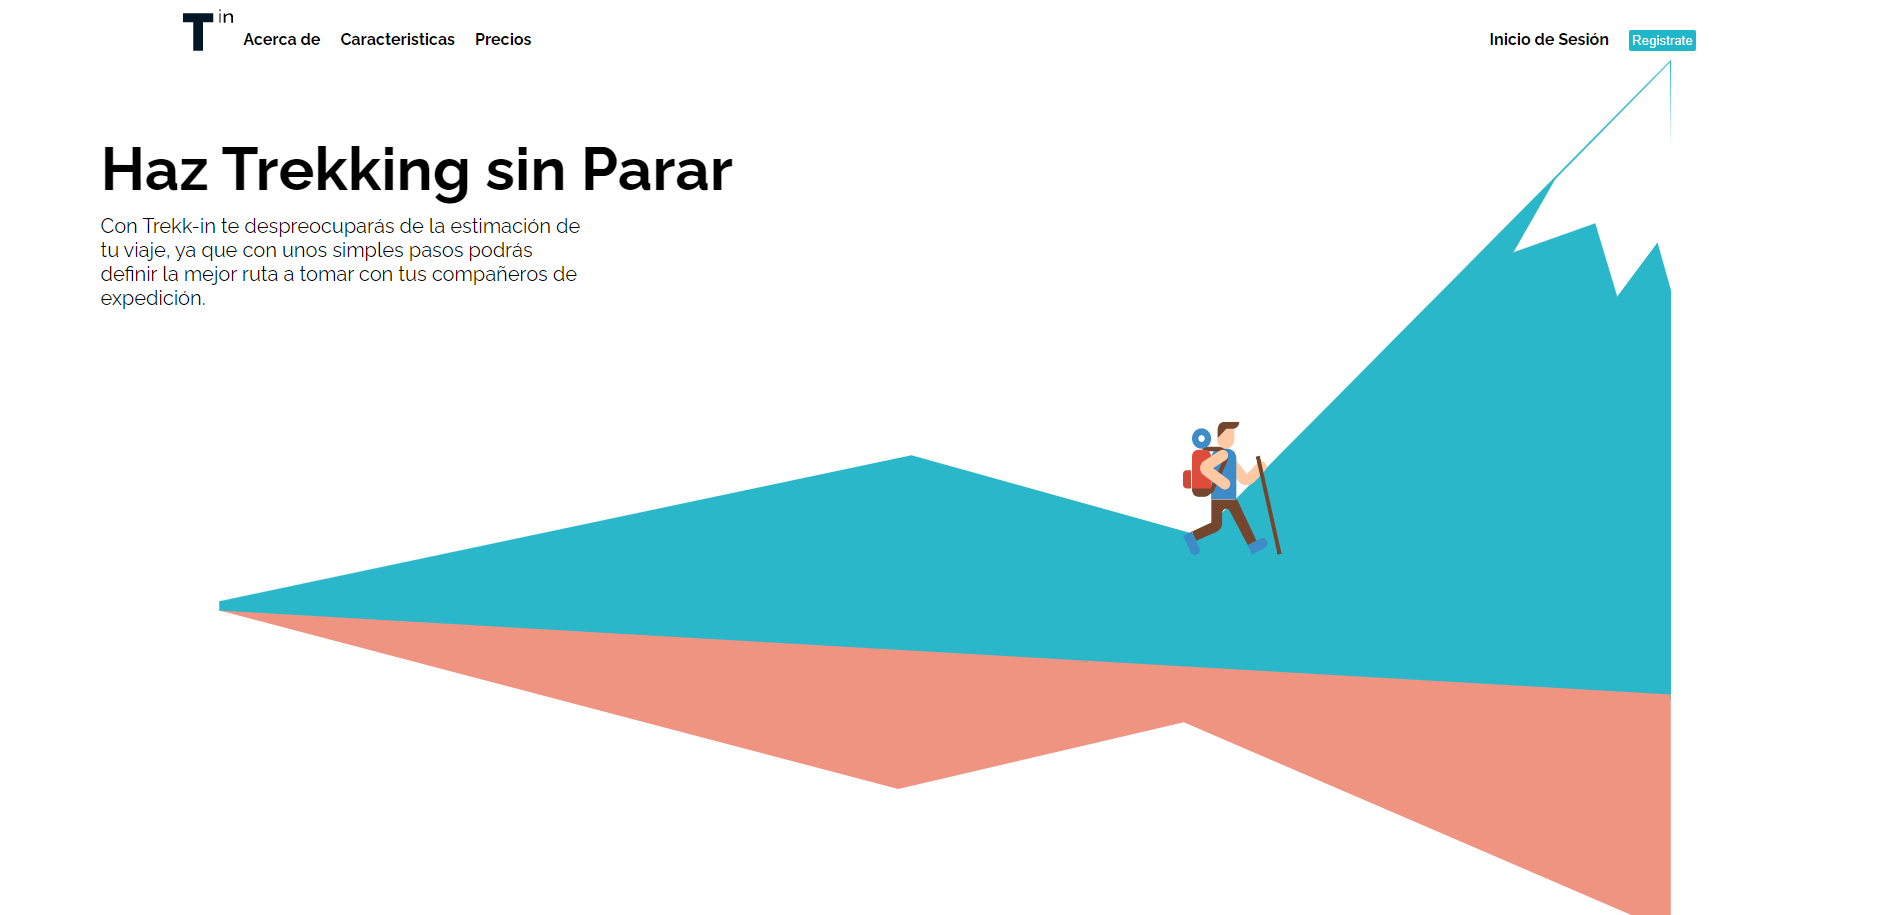 T in
Acerca de Caracteristicas Precios
Inicio de Sesión Registrate
Haz Trekking sin Parar
Con Trekk-in te despreocuparás de la estimación de
tu viaje, ya que con unos simples pasos podrás
definir la mejor ruta a tomar con tus compañeros de
expedición.